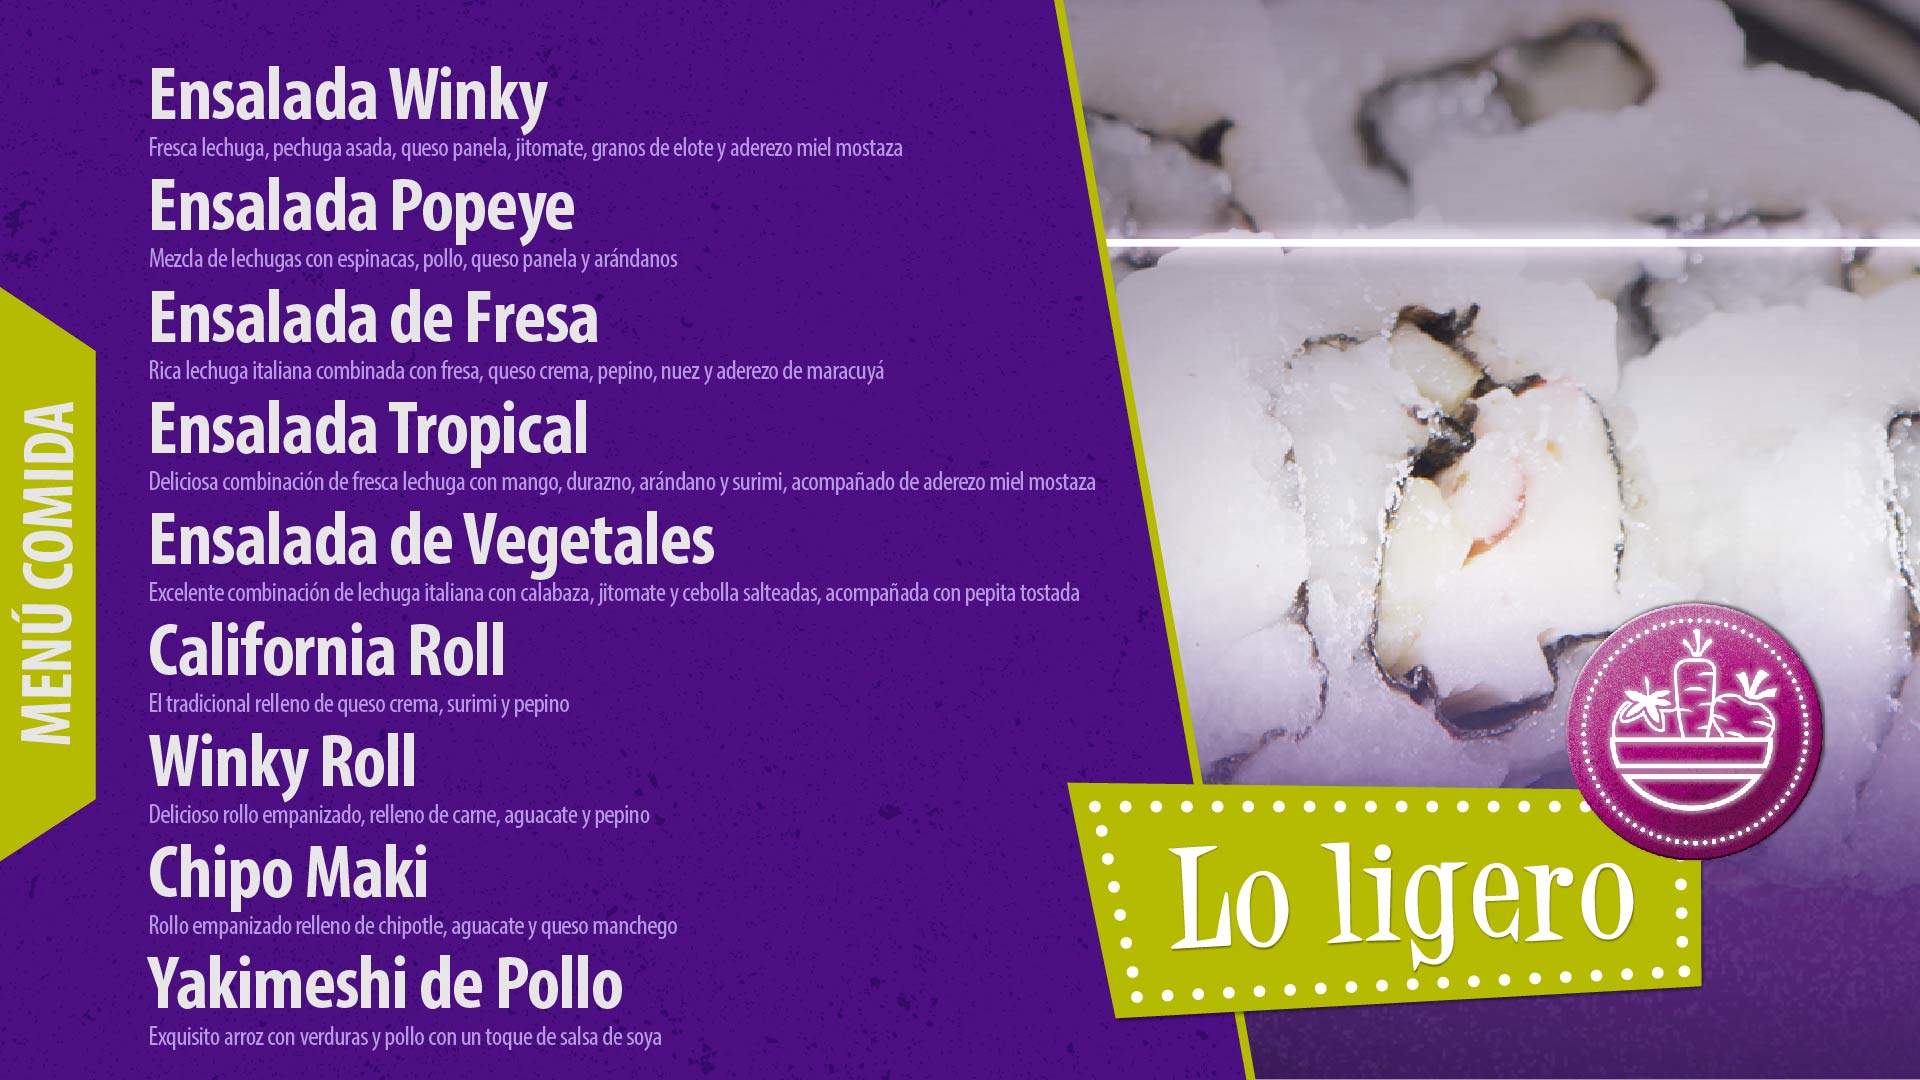 MENÚ COMIDA
Ensalada Winky
Fresca lechuga, pechuga asada, queso panela, jitomate, granos de elote y aderezo miel mostaza
Ensalada Popeye
Mezcla de lechugas con espinacas, pollo, queso panela y arándanos
Ensalada de Fresa
Rica lechuga italiana combinada con fresa, queso crema, pepino, nuez y aderezo de maracuyá
Ensalada Tropical
Deliciosa combinación de fresca lechuga con mango, durazno, arándano y surimi, acompañado de aderezo miel mostaza
Ensalada de Vegetales
Excelente combinación de lechuga italiana con calabaza, jitomate y cebolla salteadas, acompañada con pepita tostada
California Roll
El tradicional relleno de queso crema, surimi y pepino
Winky Roll
Delicioso rollo empanizado, relleno de carne, aguacate y pepino
Chipo Maki
Rollo empanizado relleno de chipotle, aguacate y queso manchego
Yakimeshi de Pollo
Exquisito arroz con verduras y pollo con un toque de salsa de soya
Lo ligero